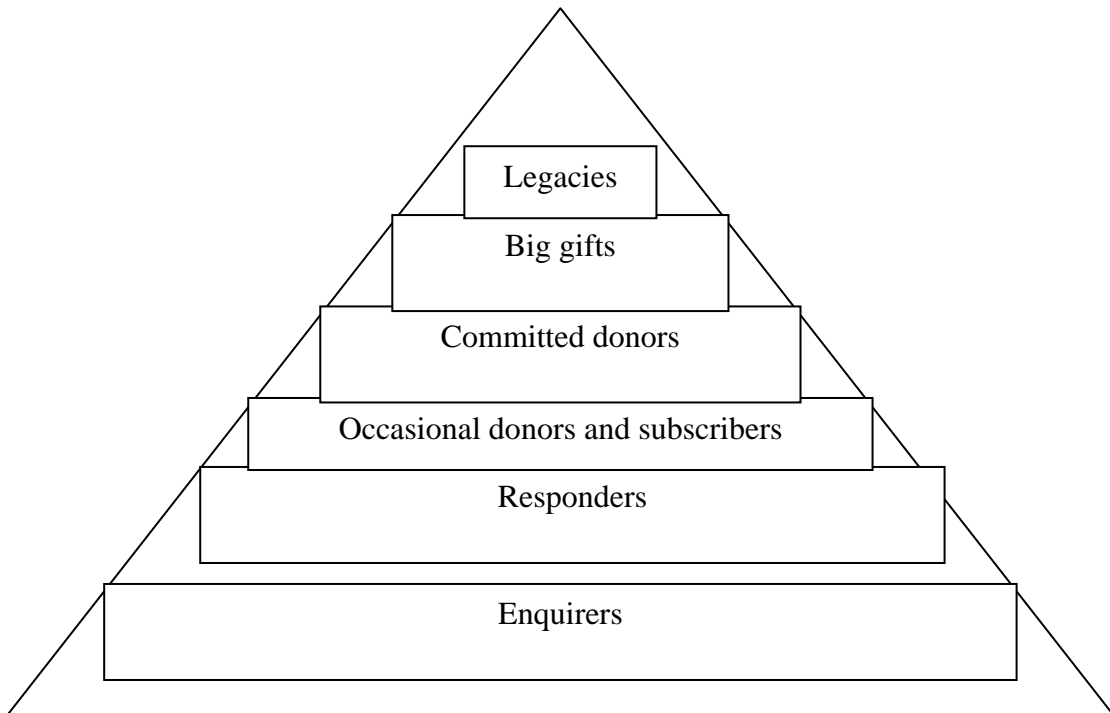 Legacies
Big gifts
Committed donors
Occasional donors and subscribers
Responders
Enquirers